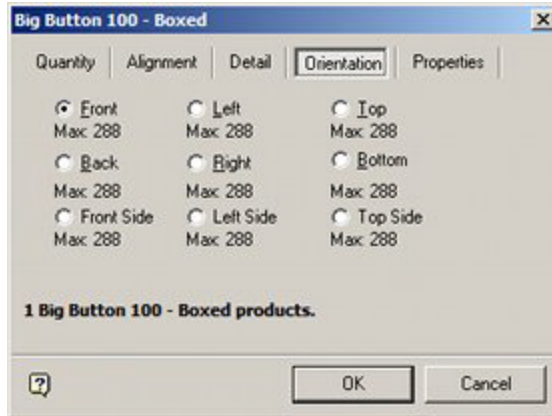 Big Button 100 - Boxed
Quantity Alignment Detail Orientation Properties
Front Left Top
Max: 288 Max: 288 Max: 288
Back Right Bottom
Max: 288 Max: 288 Max: 288
Front Side Left Side Top Side
Max: 288 Max: 288 Max: 288
1 Big Button 100 - Boxed products.
? OK Cancel